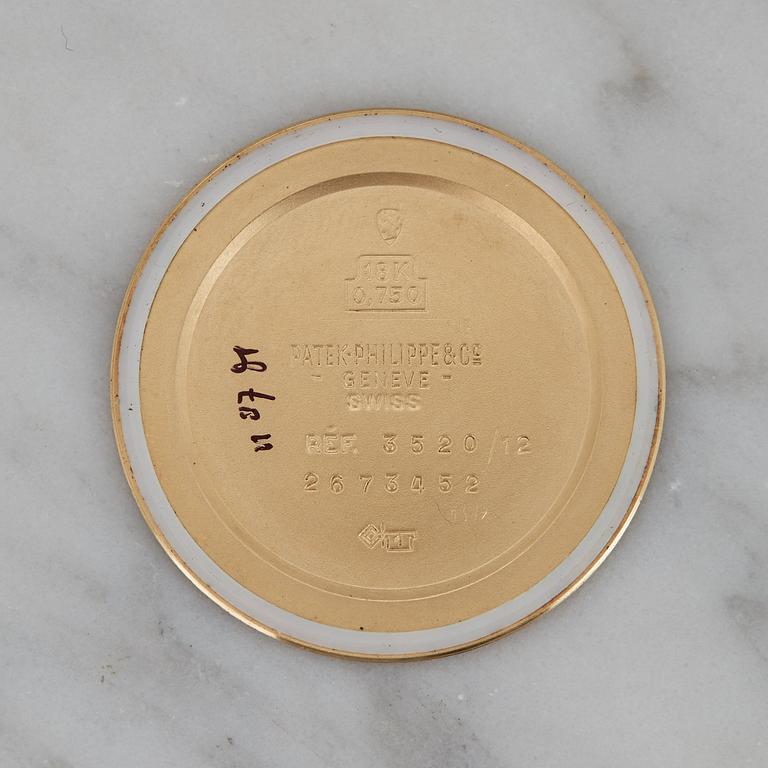 18K
0,750
PATEK·PHILIPPE & Cº
- GENEVE -
SWISS
RÉF. 3520/12
2673452